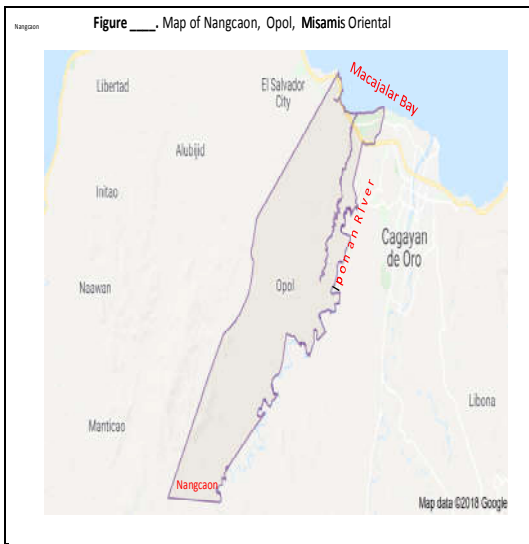 Nangcaon
Figure ____. Map of Nangcaon, Opol, Misamis Oriental
Macajalar Bay
Libertad
El Salvador
City
Alubijid
Initao
Iponan River
Cagayan
de Oro
Naawan
Opol
Libona
Manticao
Nangcaon
Map data ©2018 Google